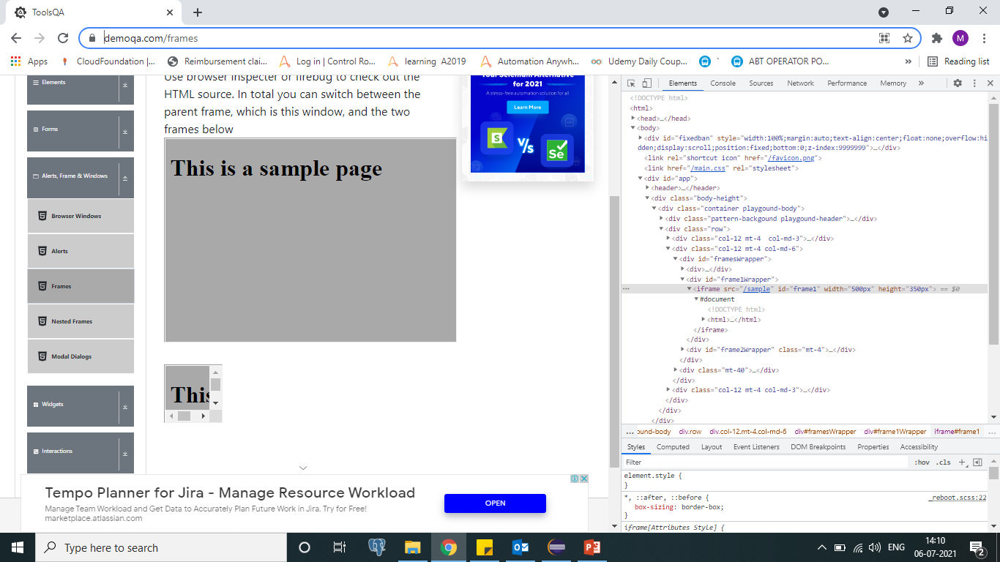 ToolsQA
demoqa.com/frames
M
Apps
CloudFoundation |...
Reimbursement clai...
Log in | Control Ro...
learning A2019
Automation Anywh...
Udemy Daily Coup...
`
ABT OPERATOR PO...
»
Reading list
Elements
Forms
Alerts, Frame & Windows
Browser Windows
Alerts
Frames
Nested Frames
Modal Dialogs
Widgets
Interactions
Use browser inspecter or firebug to check out the
HTML source. In total you can switch between the
parent frame, which is this window, and the two
frames below
This is a sample page
This
Your Selenium Alternative
for 2021
A stress-free automation solution for all
Learn More
S
V/s
Se
Tempo Planner for Jira - Manage Resource Workload
Manage Team Workload and Get Data to Accurately Plan Future Work in Jira. Try for Free!
marketplace.atlassian.com
OPEN
Elements Console Sources Network Performance Memory »
<!DOCTYPE html>
<html>
<head>…</head>
<body>
<div id="fixedban" style="width:100%;margin:auto;text-align:center;float:none;overflow:hi
dden;display:scroll;position:fixed;bottom:0;z-index:9999999">…</div>
<link rel="shortcut icon" href="/favicon.png">
<link href="/main.css" rel="stylesheet">
<div id="app">
<header>…</header>
<div class="body-height">
<div class="container playgound-body">
<div class="pattern-backgound playgound-header">…</div>
<div class="row">
<div class="col-12 mt-4  col-md-3">…</div>
<div class="col-12 mt-4 col-md-6">
<div id="framesWrapper">
<div>…</div>
<div id="frame1Wrapper">
… <iframe src="/sample" id="frame1" width="500px" height="350px"> == $0
#document
<!DOCTYPE html>
<html>…</html>
</iframe>
</div>
<div id="frame2Wrapper" class="mt-4">…</div>
</div>
<div class="mt-40">…</div>
</div>
<div class="col-12 mt-4 col-md-3">…</div>
</div>
</div>
</div>
… ound-body div.row div.col-12.mt-4.col-md-6 div#framesWrapper div#frame1Wrapper iframe#frame1 …
Styles Computed Layout Event Listeners DOM Breakpoints Properties Accessibility
Filter :hov .cls +
element.style {
}
*, ::after, ::before { _reboot.scss:22
box-sizing: border-box;
}
iframe[Attributes Style] {
Type here to search
ENG
14:10
06-07-2021
2